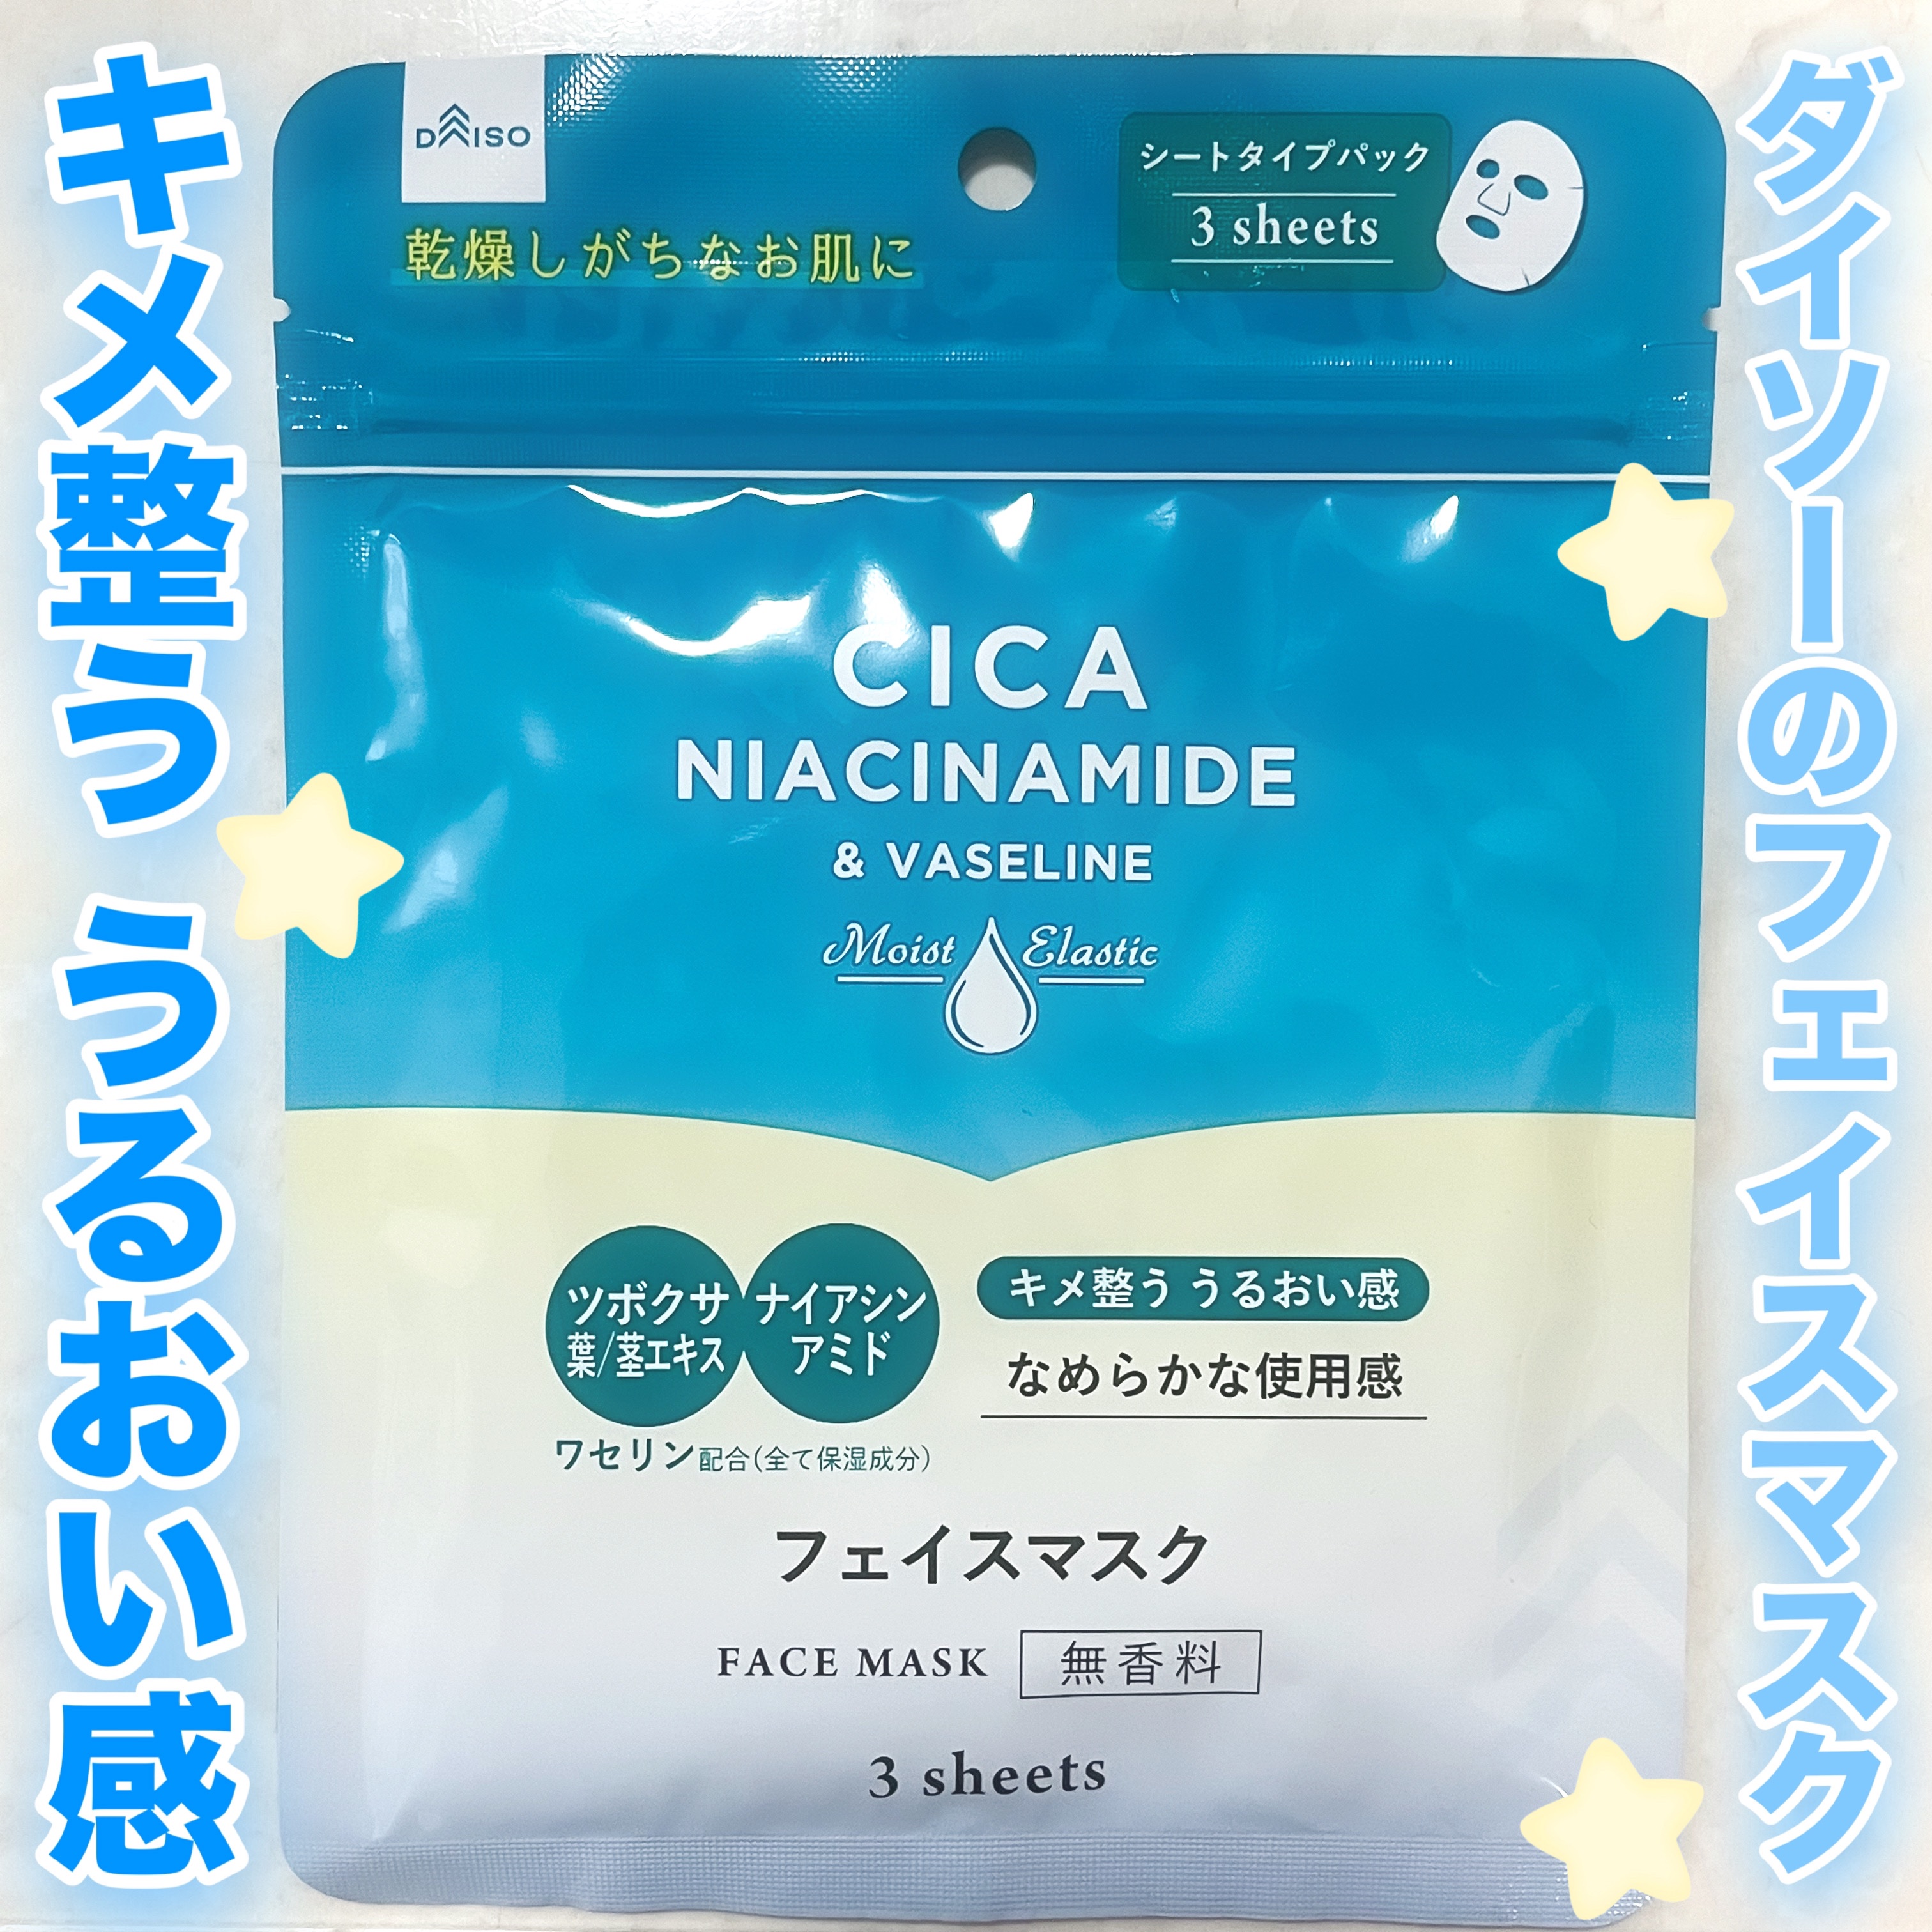 ダイソーのフェイスマスク
キメ整う うるおい感
DAISO
乾燥しがちなお肌に
シートタイプパック
3 sheets
CICA
NIACINAMIDE
& VASELINE
Moist Elastic
ツボクサ
葉/茎エキス
ナイアシン
アミド
ワセリン配合(全て保湿成分)
キメ整う うるおい感
なめらかな使用感
フェイスマスク
FACE MASK 無香料
3 sheets